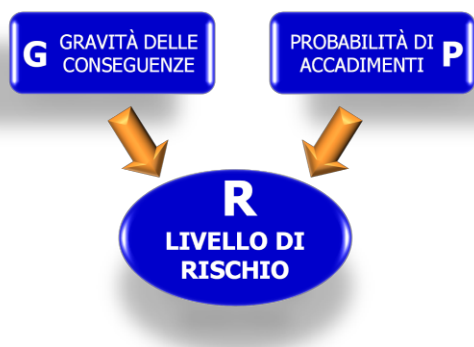 G GRAVITÀ DELLE
CONSEGUENZE
PROBABILITÀ DI
ACCADIMENTI P
R
LIVELLO DI
RISCHIO